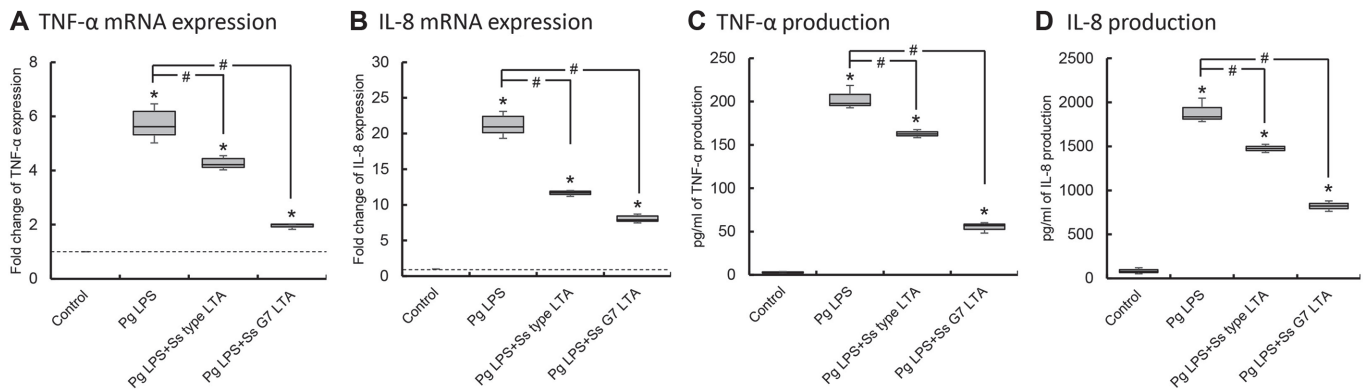 A TNF-α mRNA expression
Fold change of TNF-α expression
8
6
4
2
0
#
#
*
*
*
Control
Pg LPS
Pg LPS+Ss type LTA
Pg LPS+Ss G7 LTA
B IL-8 mRNA expression
Fold change of IL-8 expression
30
25
20
15
10
5
0
#
#
*
*
*
Control
Pg LPS
Pg LPS+Ss type LTA
Pg LPS+Ss G7 LTA
C TNF-α production
pg/ml of TNF-α production
250
200
150
100
50
0
#
#
*
*
*
Control
Pg LPS
Pg LPS+Ss type LTA
Pg LPS+Ss G7 LTA
D IL-8 production
pg/ml of IL-8 production
2500
2000
1500
1000
500
0
#
#
*
*
*
Control
Pg LPS
Pg LPS+Ss type LTA
Pg LPS+Ss G7 LTA